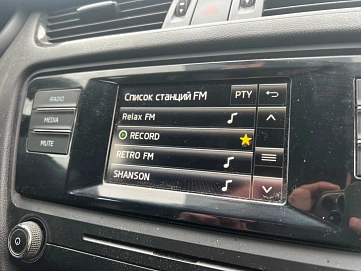 RADIO
MEDIA
MUTE
Список станций FM
PTY
Relax FM
RECORD
RETRO FM
SHANSON